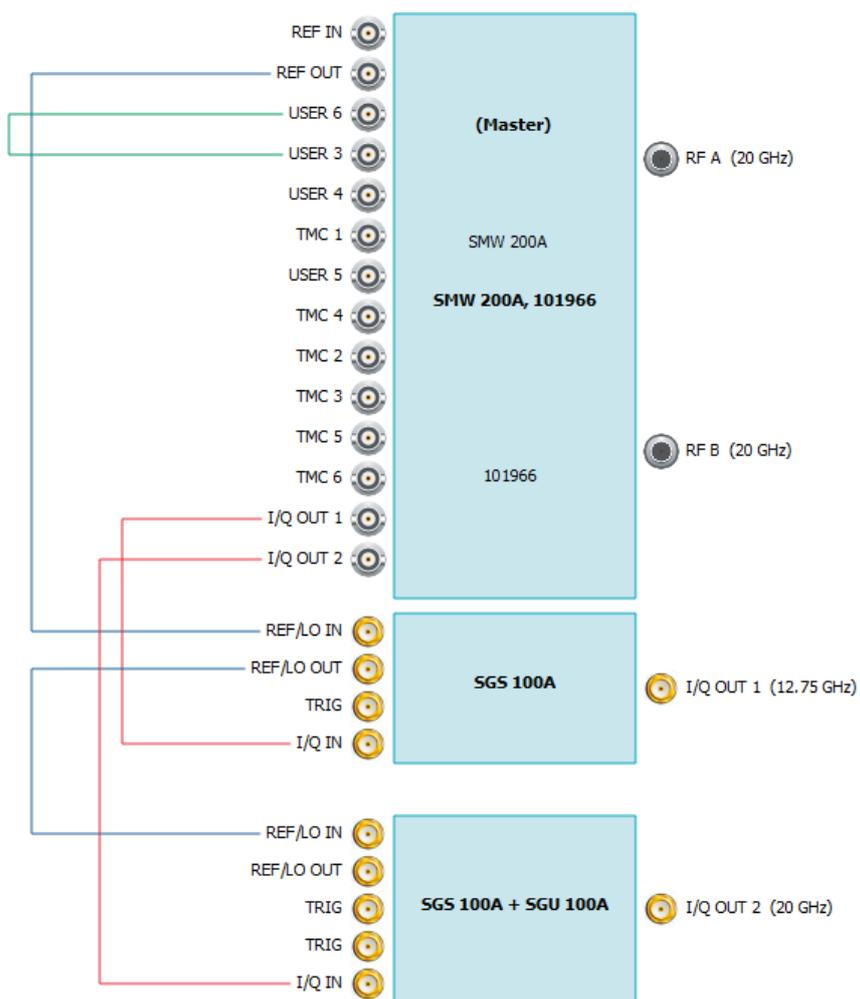 REF IN
REF OUT
USER 6
(Master)
USER 3
RF A (20 GHz)
USER 4
TMC 1
SMW 200A
USER 5
SMW 200A, 101966
TMC 4
TMC 2
TMC 3
TMC 5
RF B (20 GHz)
TMC 6
101966
I/Q OUT 1
I/Q OUT 2
REF/LO IN
REF/LO OUT
SGS 100A
I/Q OUT 1 (12.75 GHz)
TRIG
I/Q IN
REF/LO IN
REF/LO OUT
TRIG
SGS 100A + SGU 100A
I/Q OUT 2 (20 GHz)
TRIG
I/Q IN